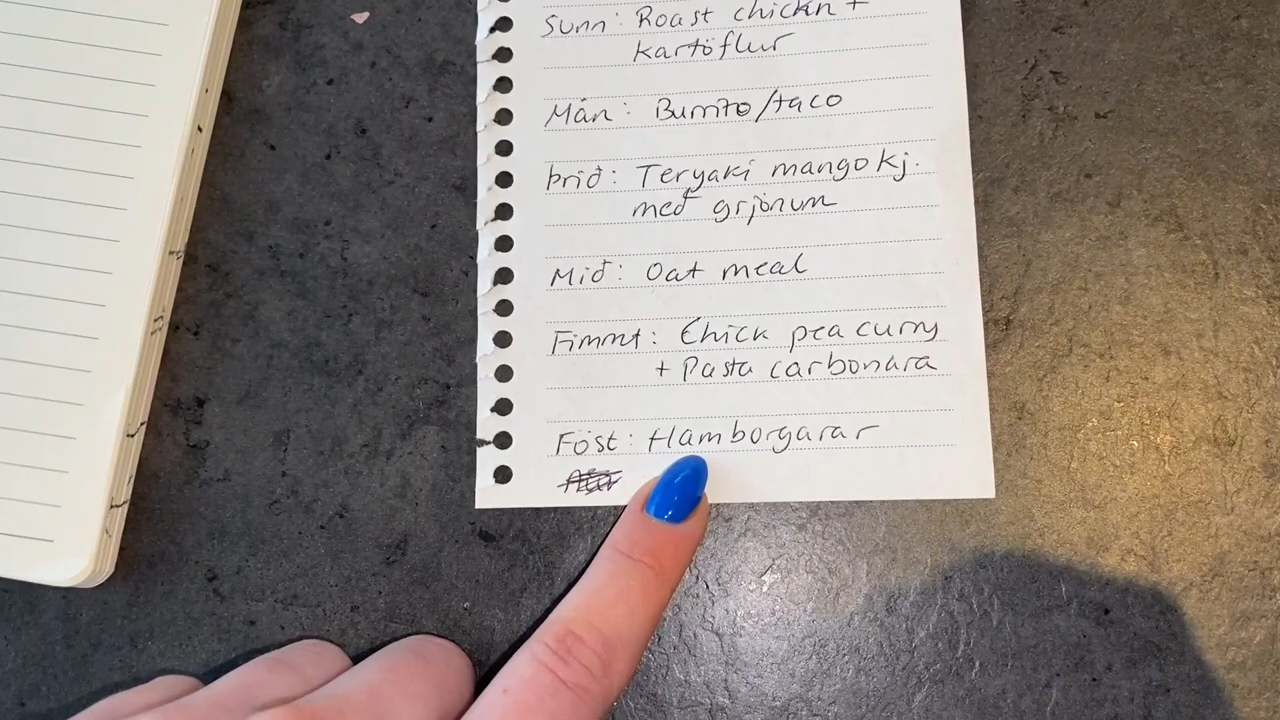 Sunn: Roast chickn +
kartöflur
Mán: Burrito/taco
Þrið: Teryaki mango kj.
með grjónum
Mið: Oat meal
Fimmt: Chick pea curry
+ Pasta carbonara
Föst: Hamborgarar